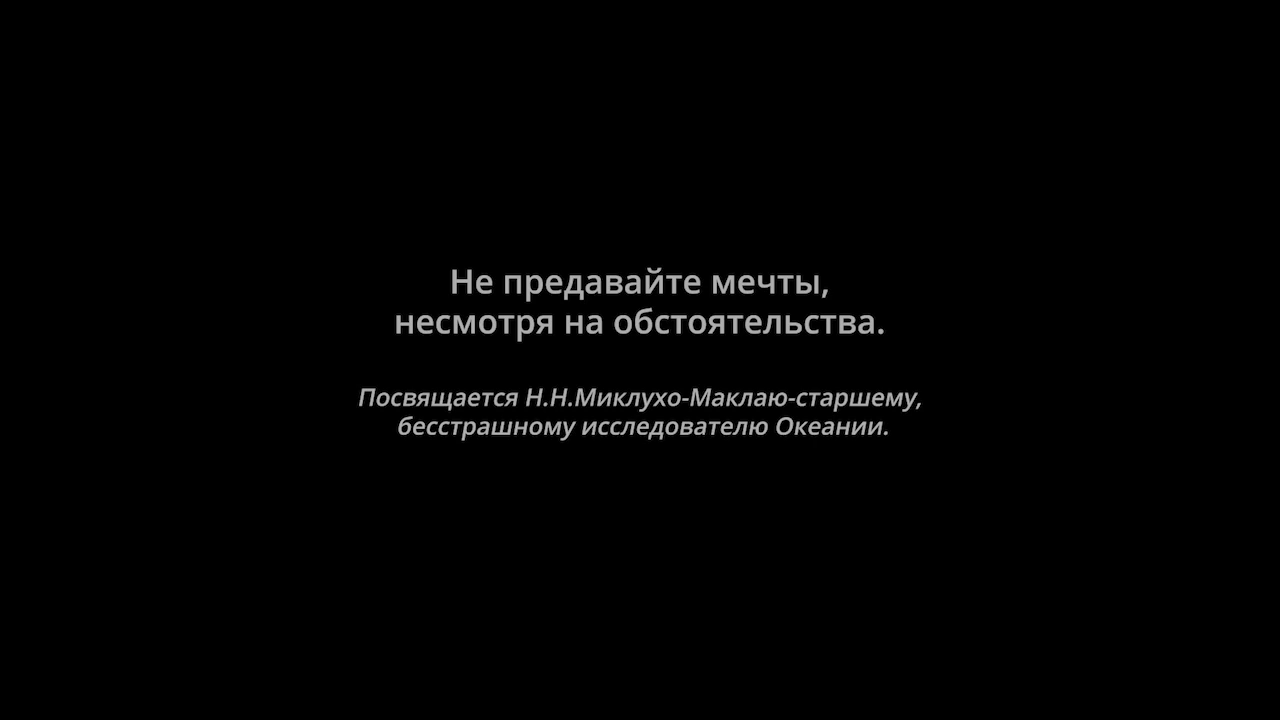 Не предавайте мечты,
несмотря на обстоятельства.
Посвящается Н.Н.Миклухо-Маклаю-старшему,
бесстрашному исследователю Океании.